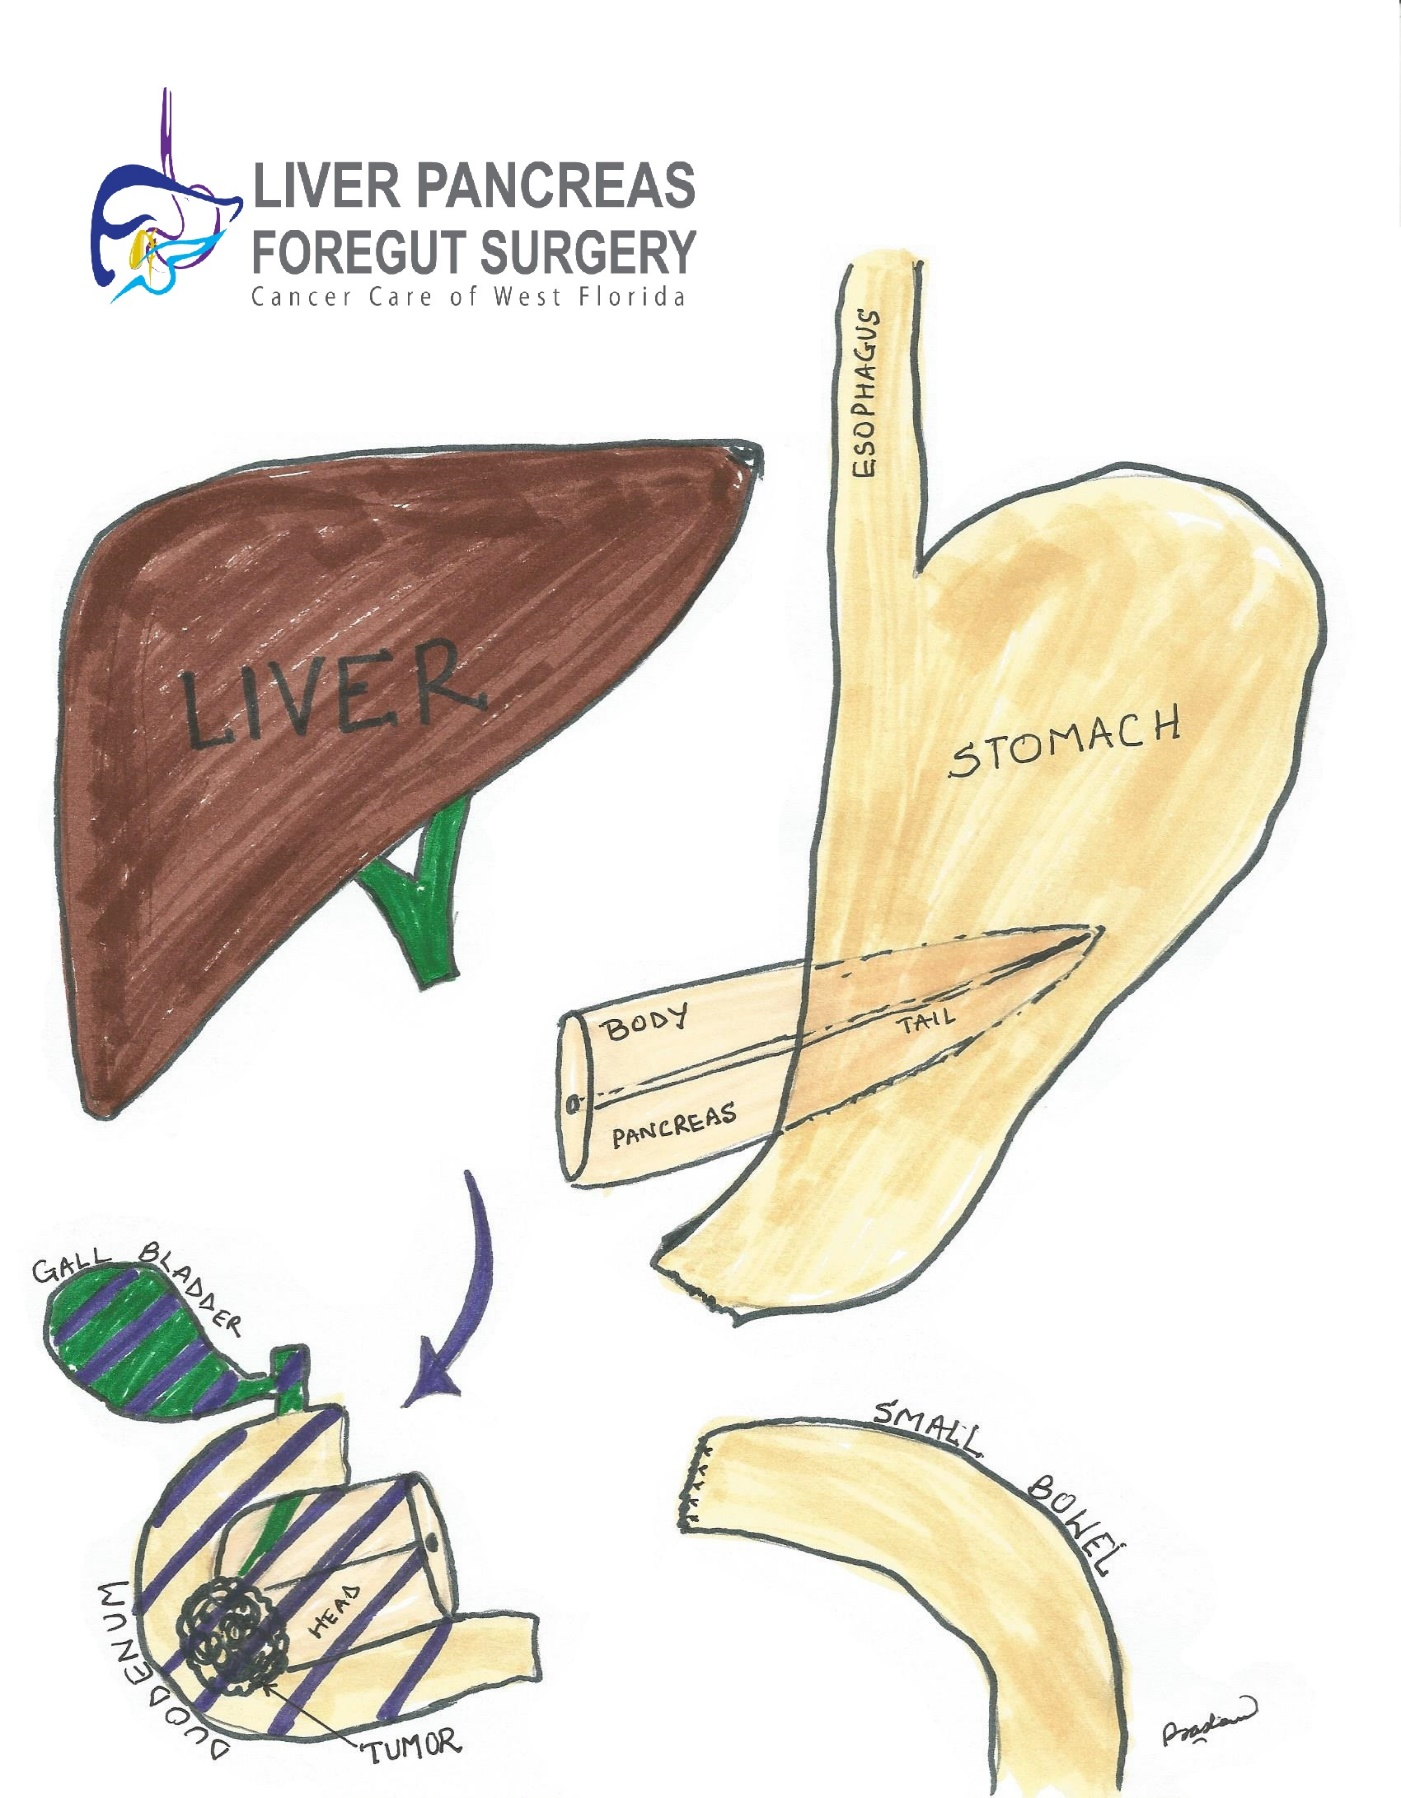 LIVER PANCREAS
FOREGUT SURGERY
Cancer Care of West Florida
ESOPHAGUS
LIVER
STOMACH
BODY
TAIL
PANCREAS
GALL BLADDER
SMALL BOWEL
HEAD
DUODENUM
TUMOR